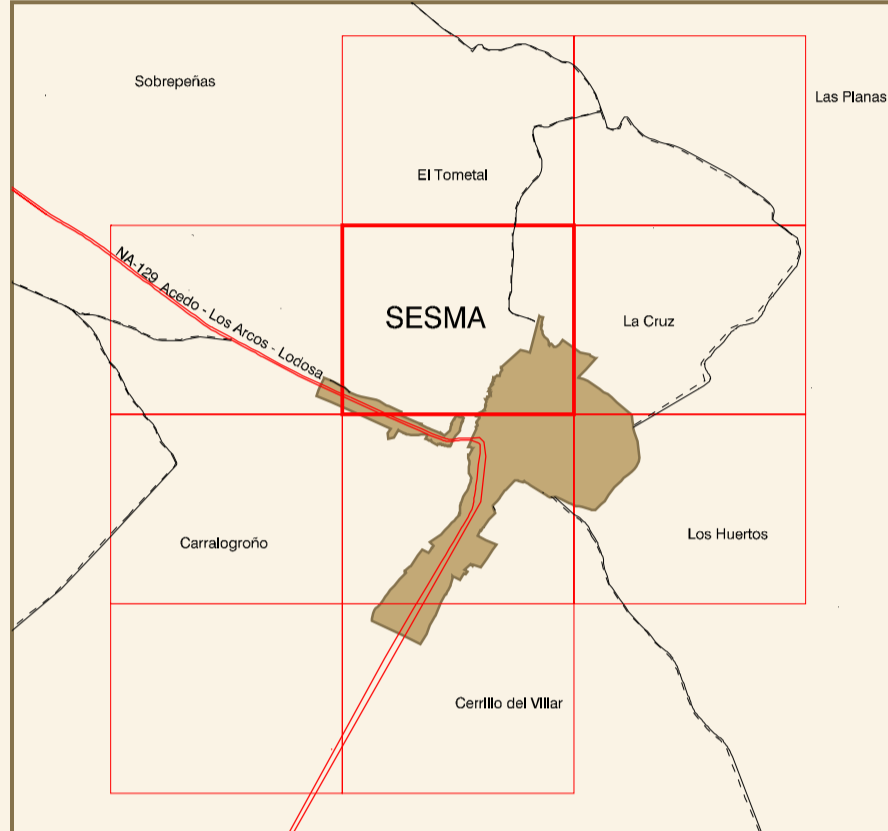 Sobrepeñas
Las Planas
El Tometal
NA-129 Acedo - Los Arcos - Lodosa
SESMA
La Cruz
Carralogroño
Los Huertos
Cerrillo del Villar